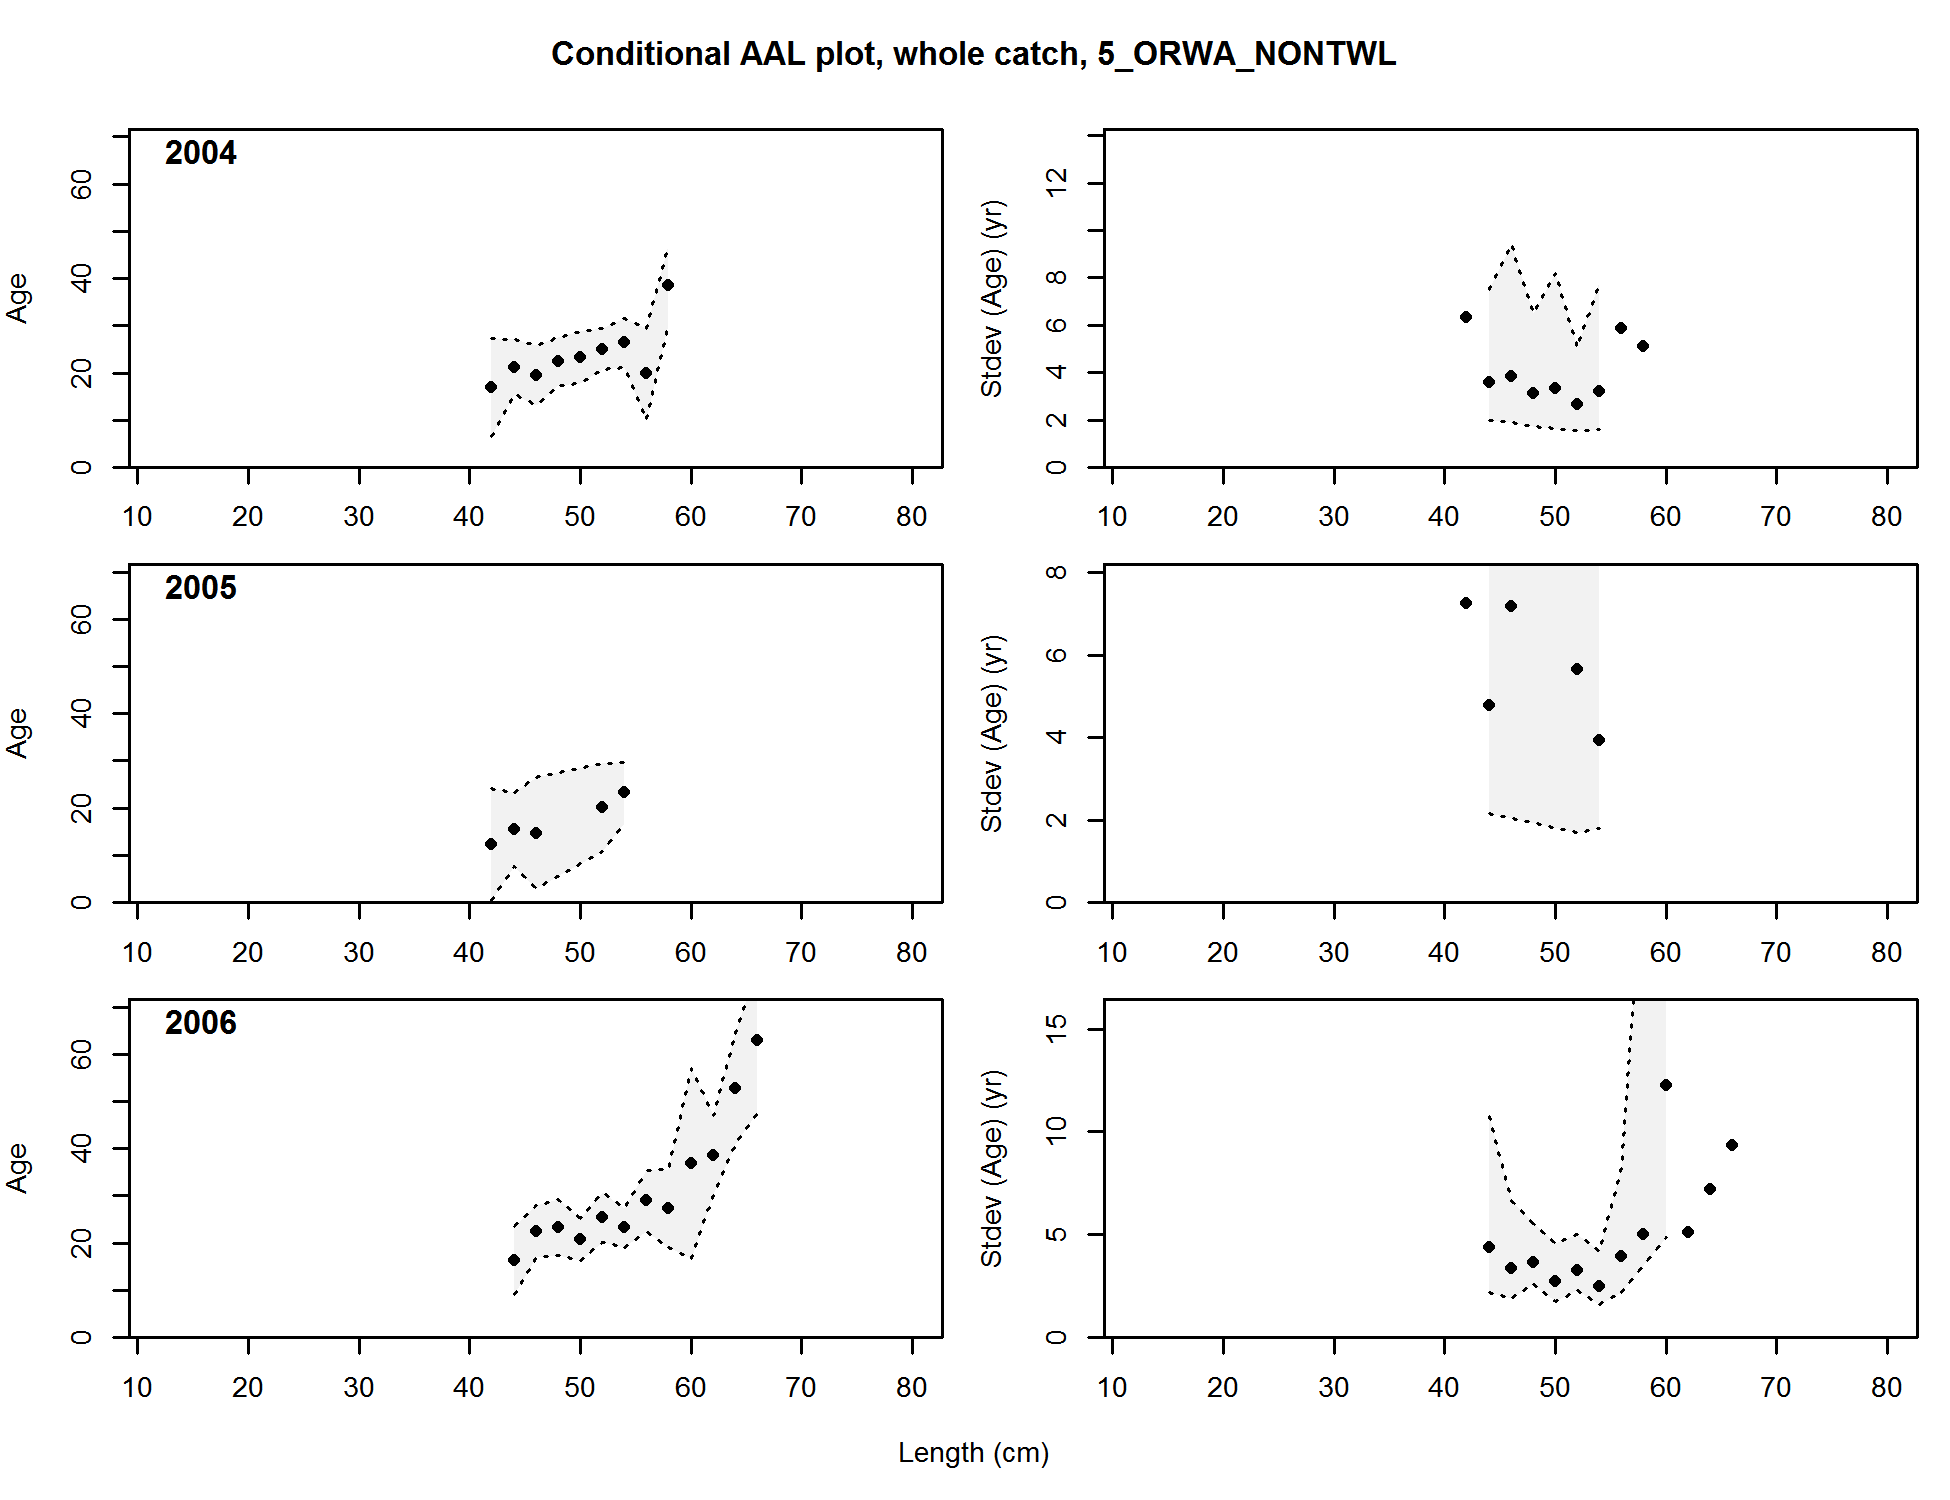 Conditional AAL plot, whole catch, 5_ORWA_NONTWL
2004
Age
0 20 40 60
10 20 30 40 50 60 70 80
Stdev (Age) (yr)
0 2 4 6 8 12
10 20 30 40 50 60 70 80
2005
Age
0 20 40 60
10 20 30 40 50 60 70 80
Stdev (Age) (yr)
0 2 4 6 8
10 20 30 40 50 60 70 80
2006
Age
0 20 40 60
10 20 30 40 50 60 70 80
Stdev (Age) (yr)
0 5 10 15
10 20 30 40 50 60 70 80
Length (cm)